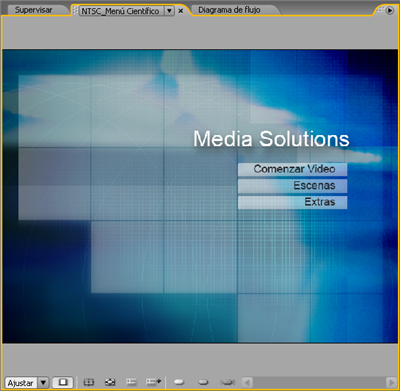 Supervisar
NTSC_Menú Científico
Diagrama de flujo
Media Solutions
Comenzar Video
Escenas
Extras
Ajustar